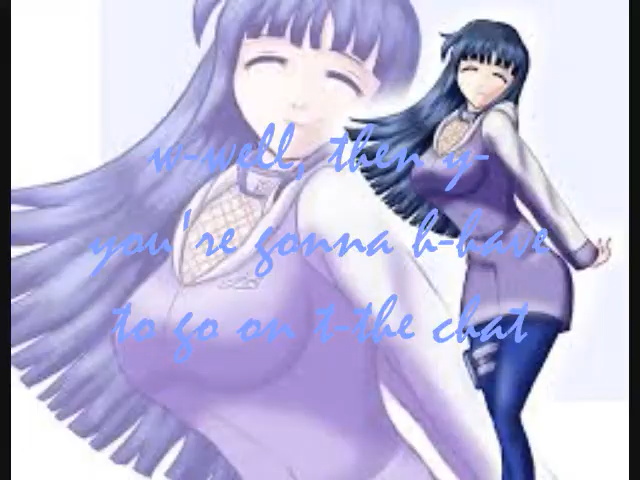 w-well, then y-
you're gonna h-have
to go on t-the chat